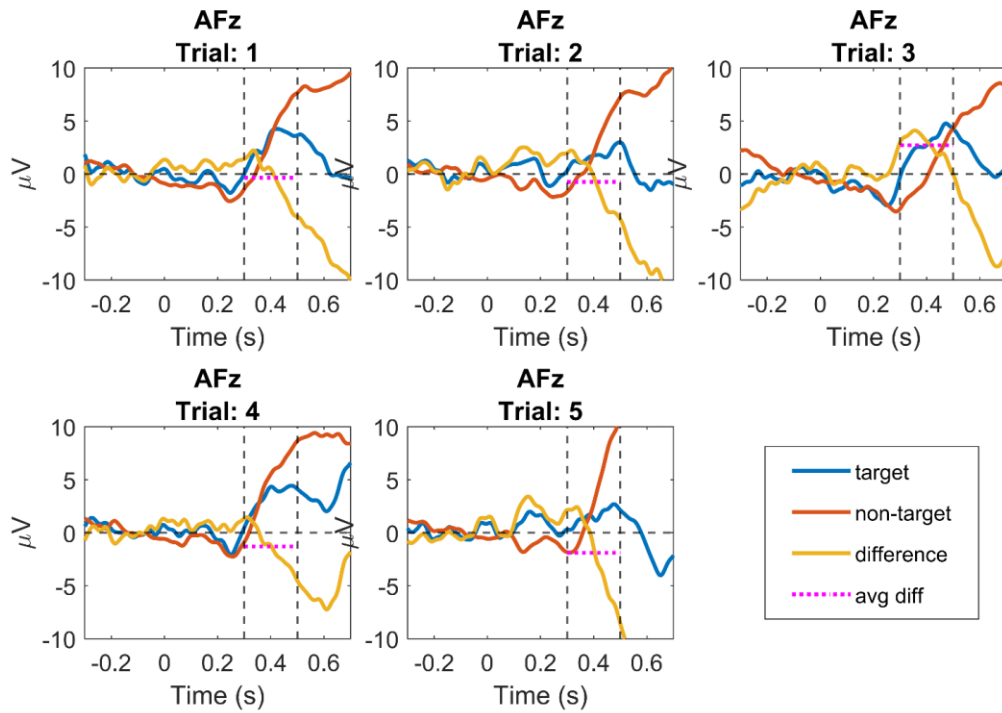 AFz
Trial: 1
10
5
0
-5
-10
μV
-0.2 0 0.2 0.4 0.6
Time (s)
AFz
Trial: 2
10
5
0
-5
-10
μV
-0.2 0 0.2 0.4 0.6
Time (s)
AFz
Trial: 3
10
5
0
-5
-10
μV
-0.2 0 0.2 0.4 0.6
Time (s)
AFz
Trial: 4
10
5
0
-5
-10
μV
-0.2 0 0.2 0.4 0.6
Time (s)
AFz
Trial: 5
10
5
0
-5
-10
μV
-0.2 0 0.2 0.4 0.6
Time (s)
target
non-target
difference
avg diff